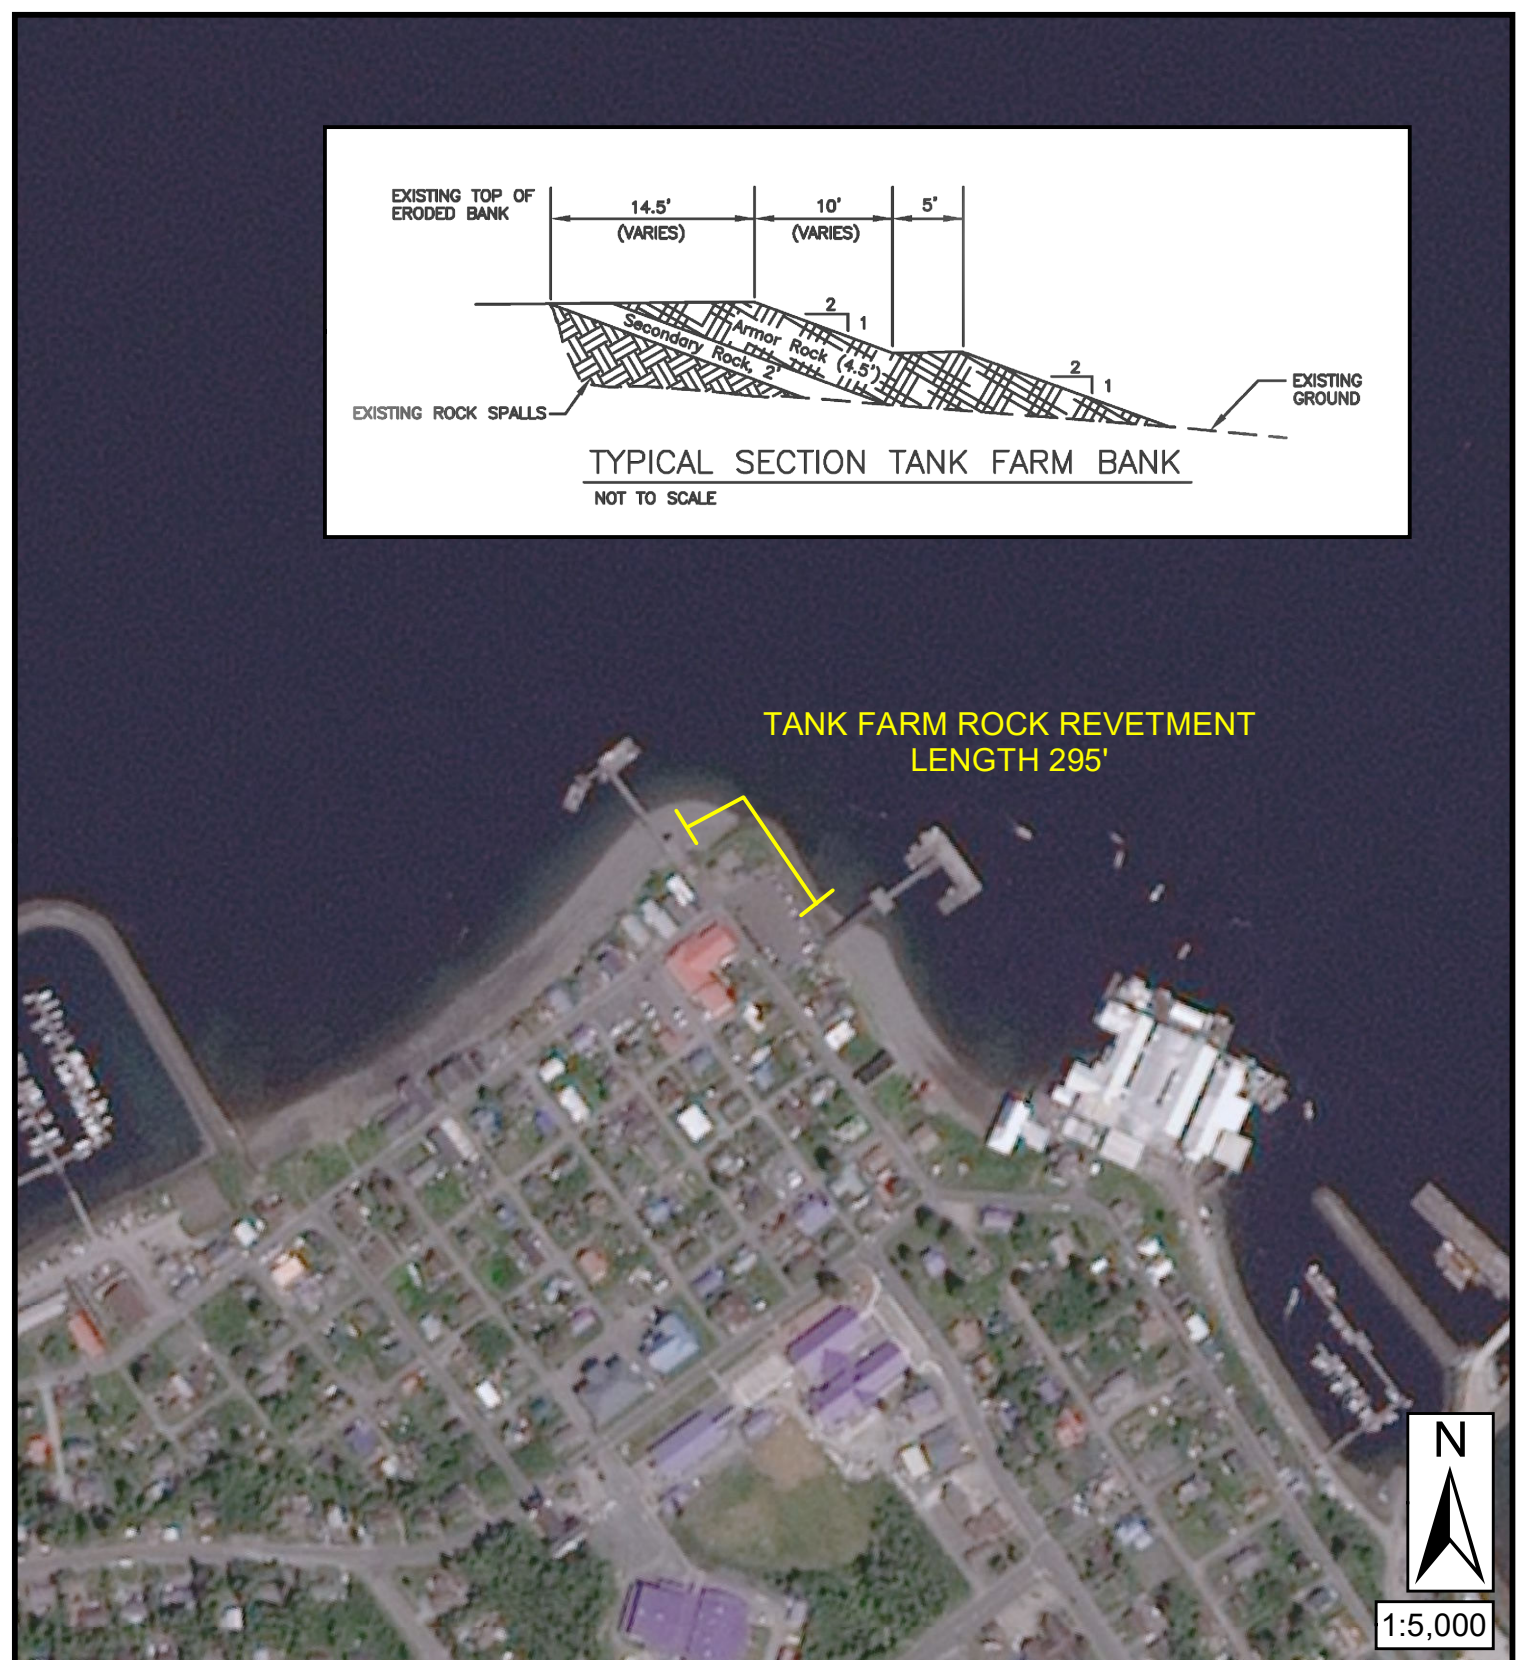 EXISTING TOP OF
ERODED BANK
14.5'
(VARIES)
10'
(VARIES)
5'
2
1
Secondary Rock, 2'
Armor Rock (4.5')
2
1
EXISTING ROCK SPALLS
EXISTING
GROUND
TYPICAL SECTION TANK FARM BANK
NOT TO SCALE
TANK FARM ROCK REVETMENT
LENGTH 295'
N
1:5,000